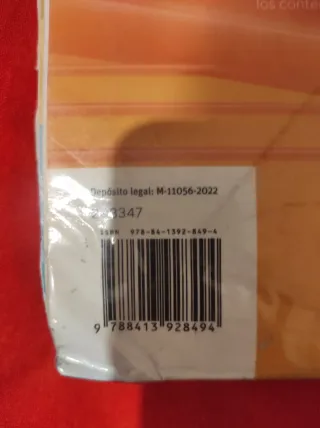 los conte
Depósito legal: M-11056-2022
3347
ISBN 978-84-1392-849-4
9 788413 928494